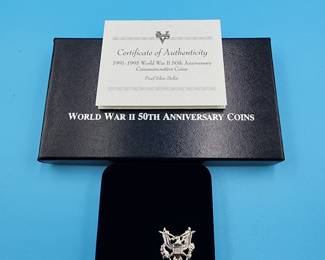 Certificate of Authenticity
1991-1995 World War II 50th Anniversary
Commemorative Coins
Proof Silver Dollar
WORLD WAR II 50TH ANNIVERSARY COINS